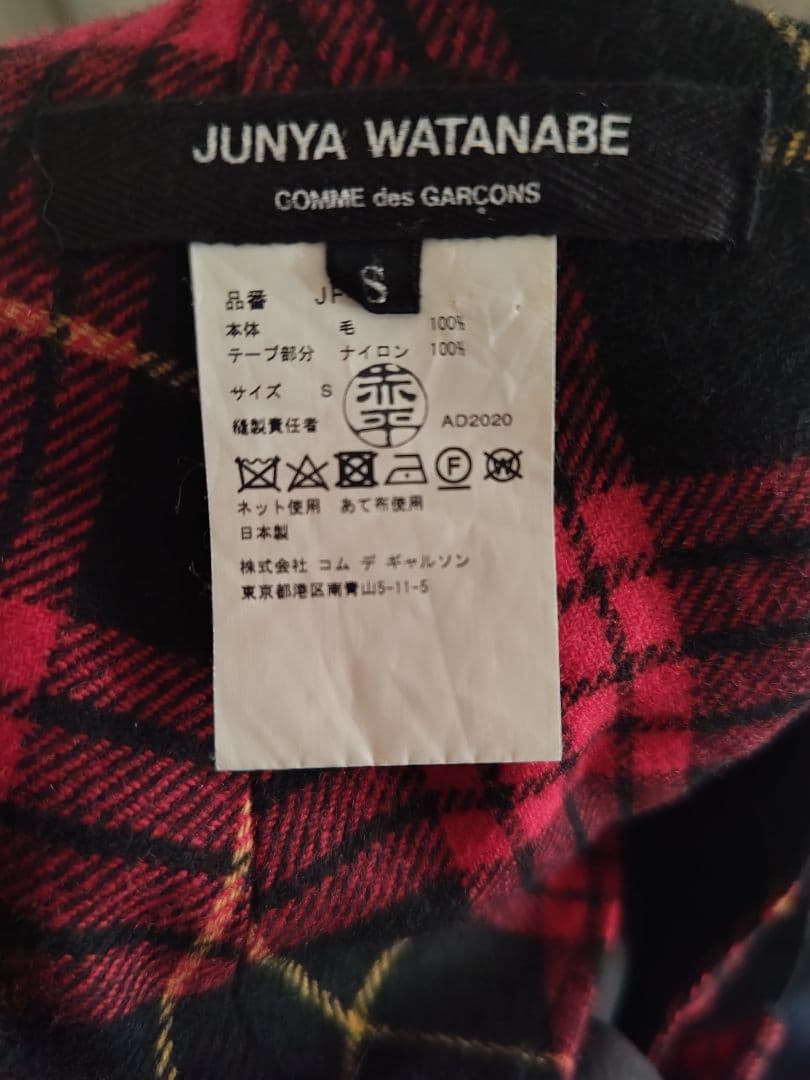 JUNYA WATANABE
COMME des GARÇONS
S
品番
本体 毛 100%
テープ部分 ナイロン 100%
サイズ S
縫製責任者 赤平 AD2020
F W
ネット使用 あて布使用
日本製
株式会社 コム デ ギャルソン
東京都港区南青山5-11-5